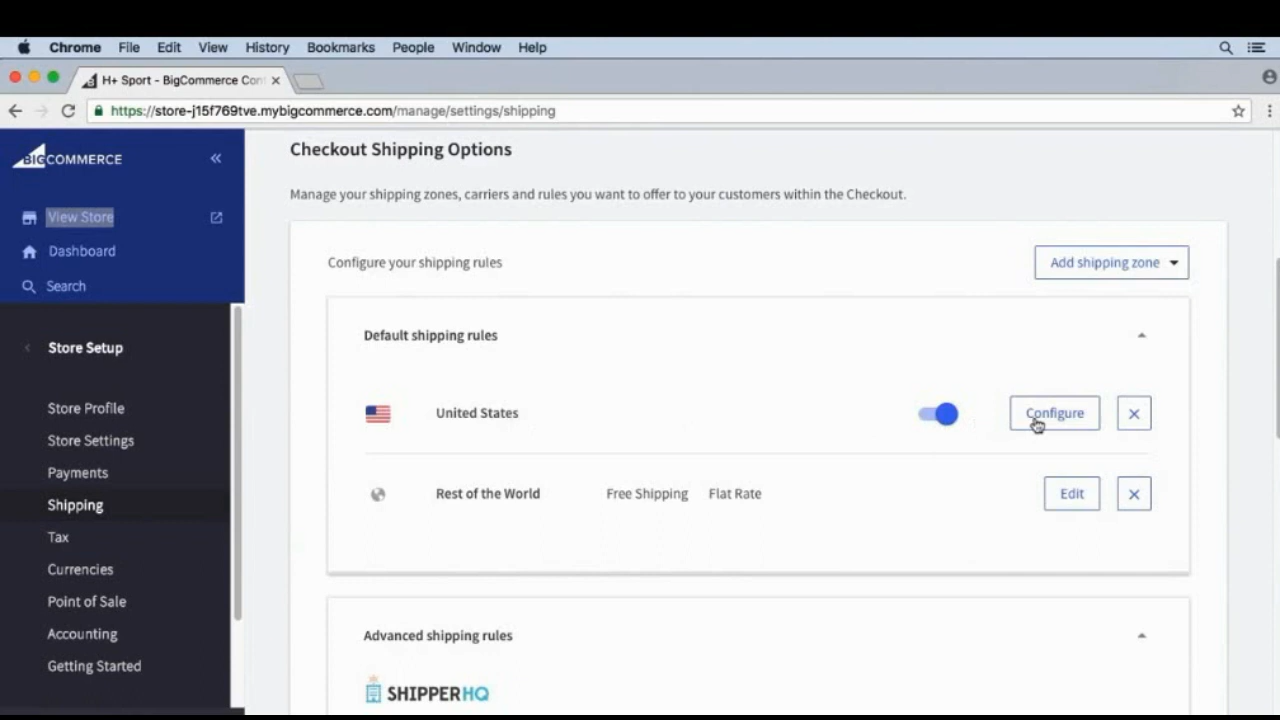 Chrome File Edit View History Bookmarks People Window Help
H+ Sport - BigCommerce Con
https://store-j15f769tve.mybigcommerce.com/manage/settings/shipping
BIGCOMMERCE
View Store
Dashboard
Search
Store Setup
Store Profile
Store Settings
Payments
Shipping
Tax
Currencies
Point of Sale
Accounting
Getting Started
Checkout Shipping Options
Manage your shipping zones, carriers and rules you want to offer to your customers within the Checkout.
Configure your shipping rules
Add shipping zone
Default shipping rules
United States Configure
Rest of the World Free Shipping Flat Rate Edit
Advanced shipping rules
SHIPPERHQ